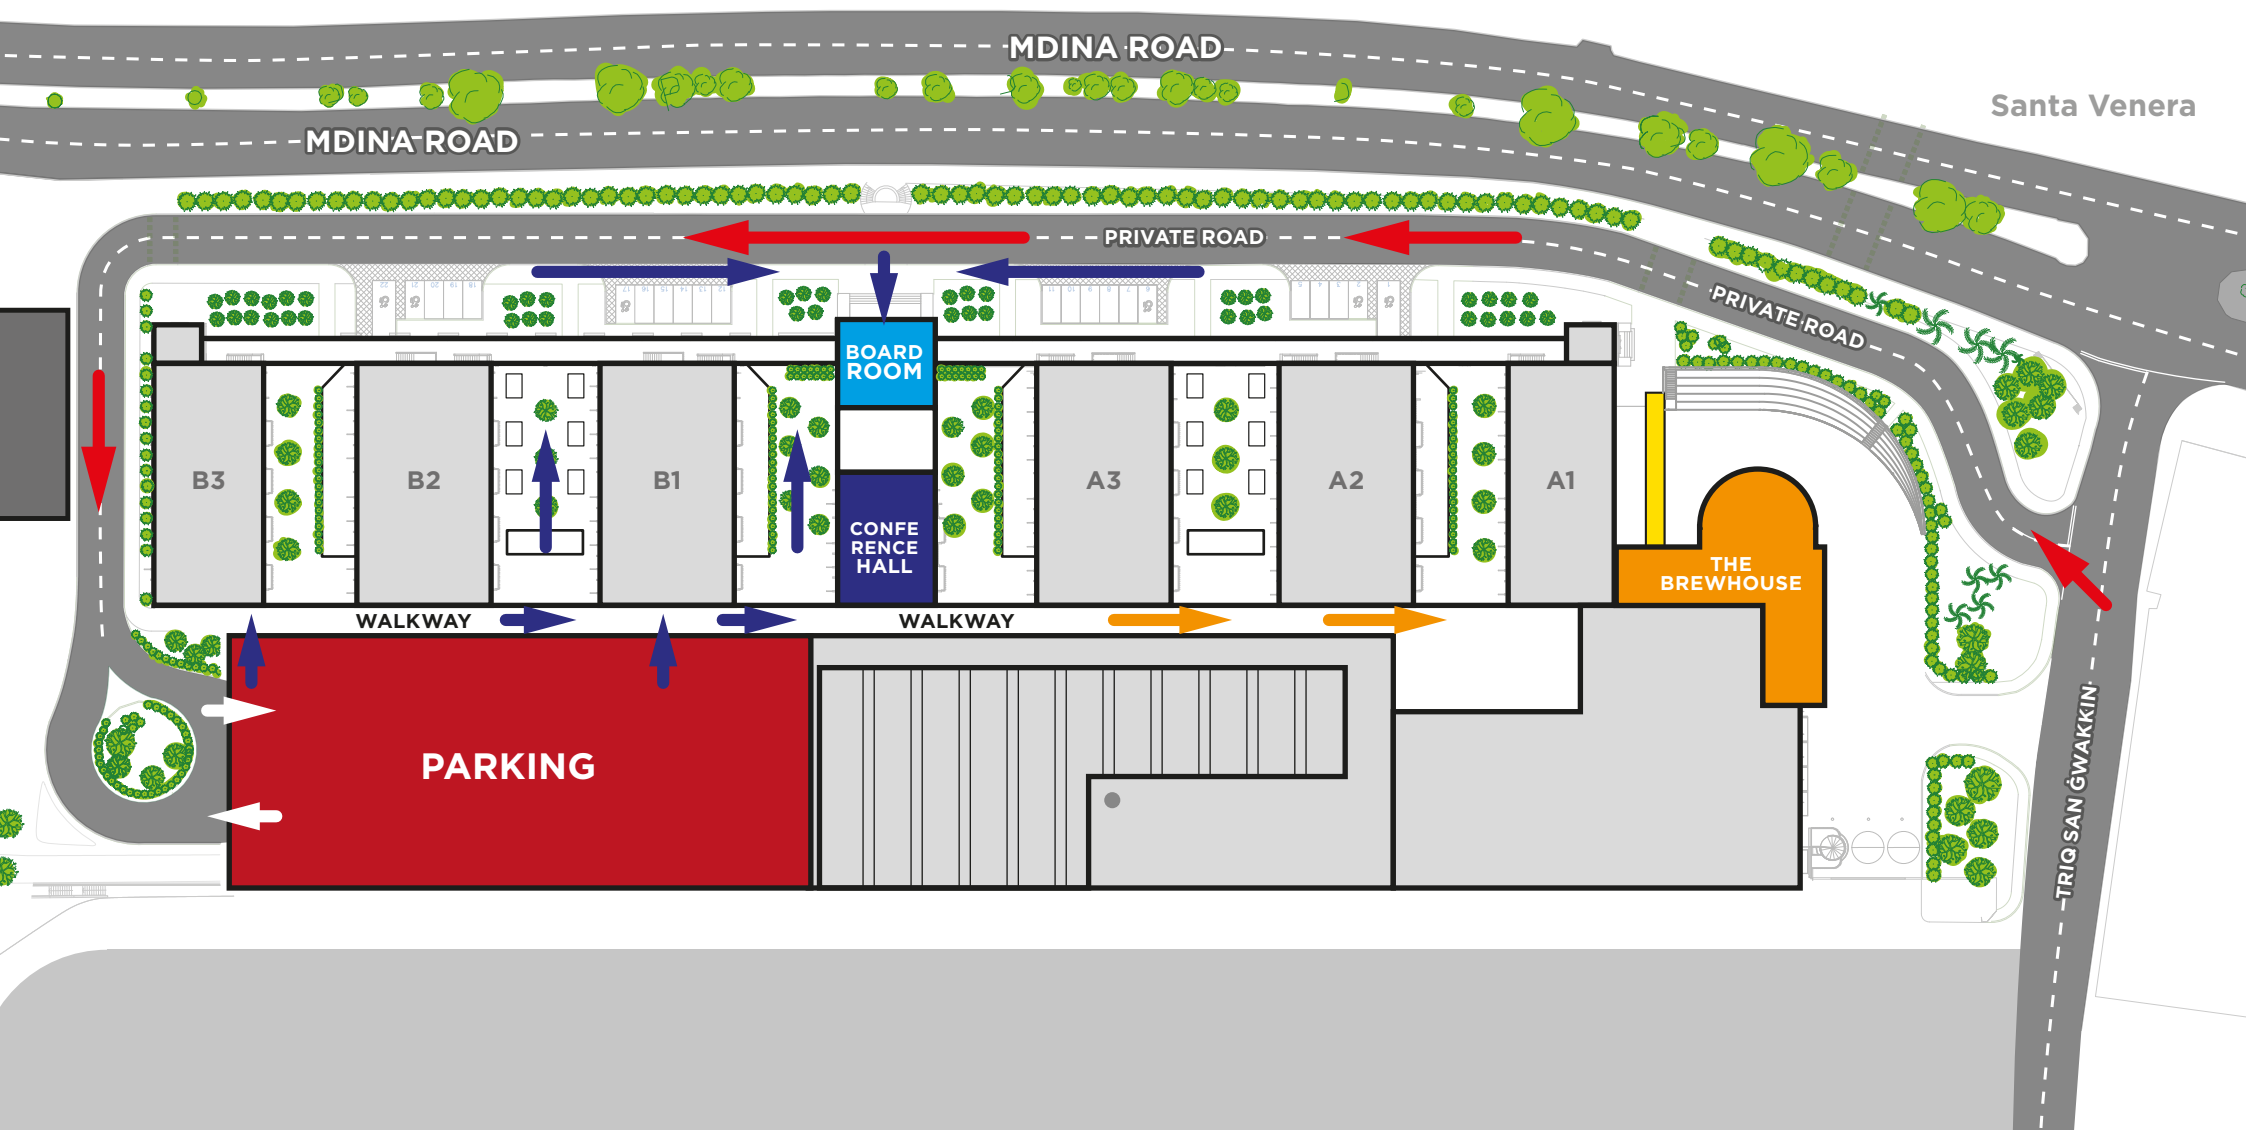 MDINA ROAD
Santa Venera
MDINA ROAD
PRIVATE ROAD
PRIVATE ROAD
BOARD
ROOM
B3
B2
B1
A3
A2
A1
CONFE
RENCE
HALL
THE
BREWHOUSE
WALKWAY
WALKWAY
PARKING
TRIQ SAN ĠWAKKIN